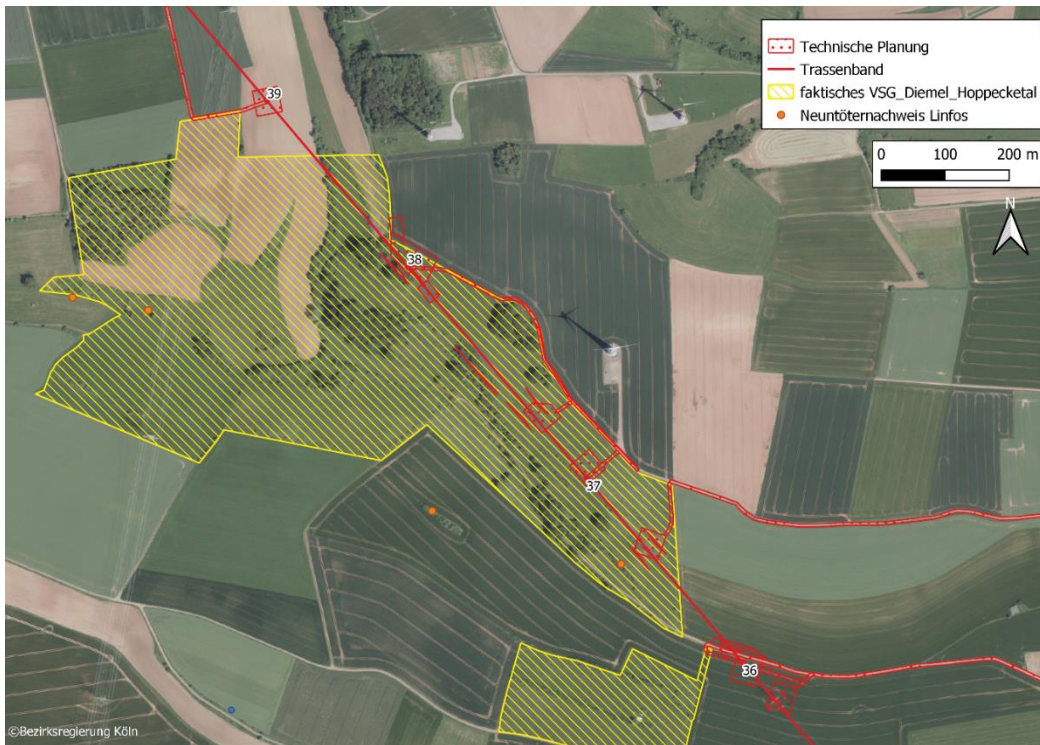 Technische Planung
Trassenband
faktisches VSG_Diemel_Hoppecketal
Neuntöternachweis Linfos
0 100 200 m
N
39
38
37
36
©Bezirksregierung Köln